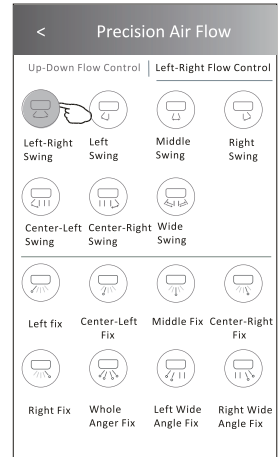 < Precision Air Flow
Up-Down Flow Control Left-Right Flow Control
Left-Right Swing
Left Swing
Middle Swing
Right Swing
Center-Left Swing
Center-Right Swing
Wide Swing
Left fix
Center-Left Fix
Middle Fix
Center-Right Fix
Right Fix
Whole Anger Fix
Left Wide Angle Fix
Right Wide Angle Fix